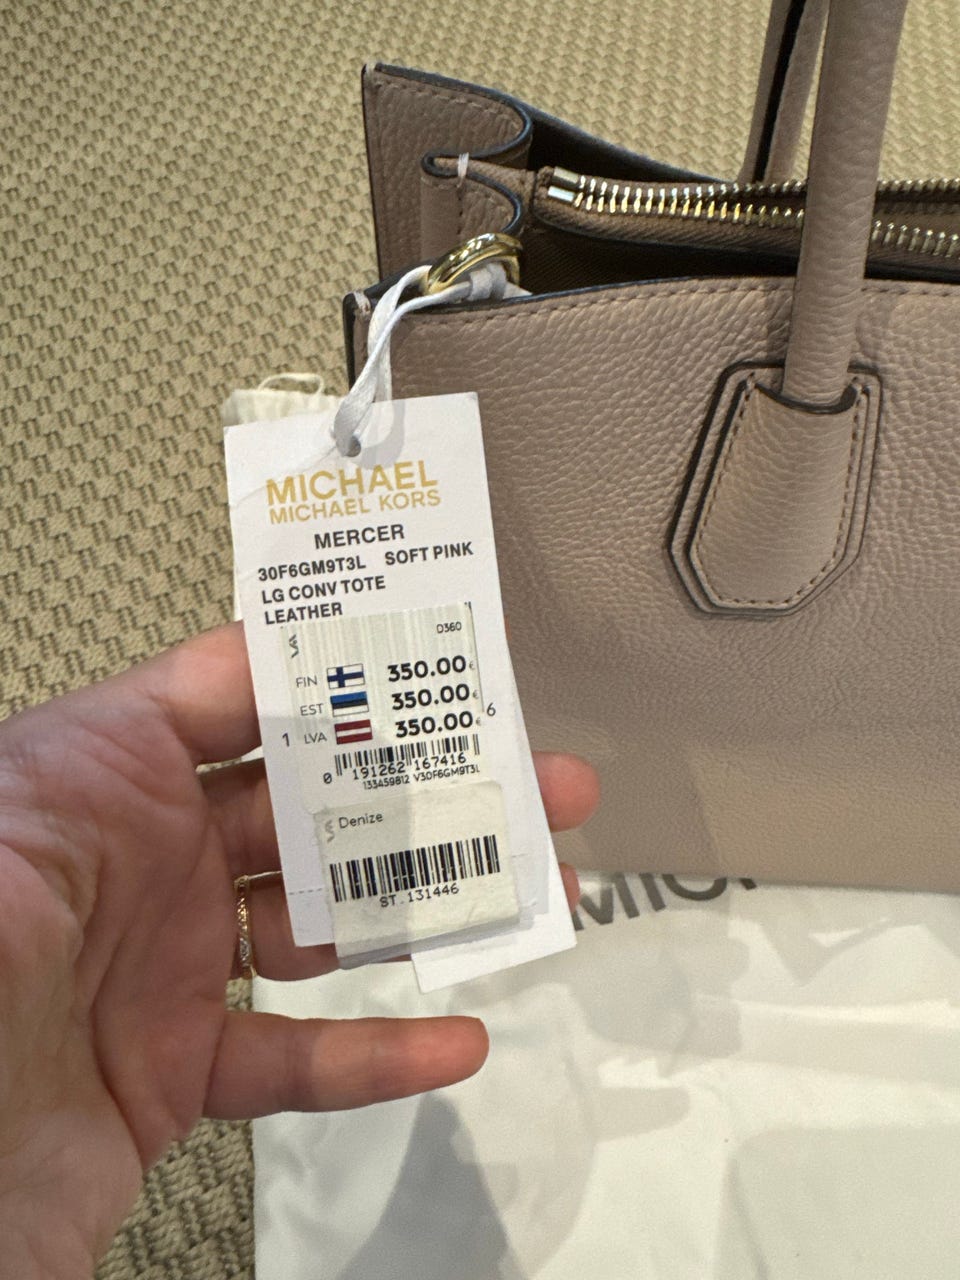 MICHAEL
MICHAEL KORS
MERCER
30F6GM9T3L SOFT PINK
LG CONV TOTE
LEATHER
D360
FIN 350.00€
EST 350.00€
1 LVA 350.00€ 6
0 191262 167416
133459812 V30F6GM9T3L
Denize
ST.131446
MICH